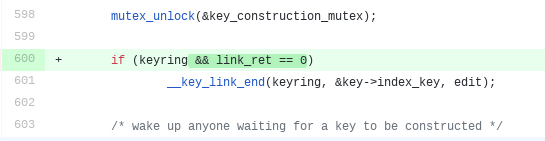 598 mutex_unlock(&key_construction_mutex);
599
600 + if (keyring && link_ret == 0)
601 __key_link_end(keyring, &key->index_key, edit);
602
603 /* wake up anyone waiting for a key to be constructed */